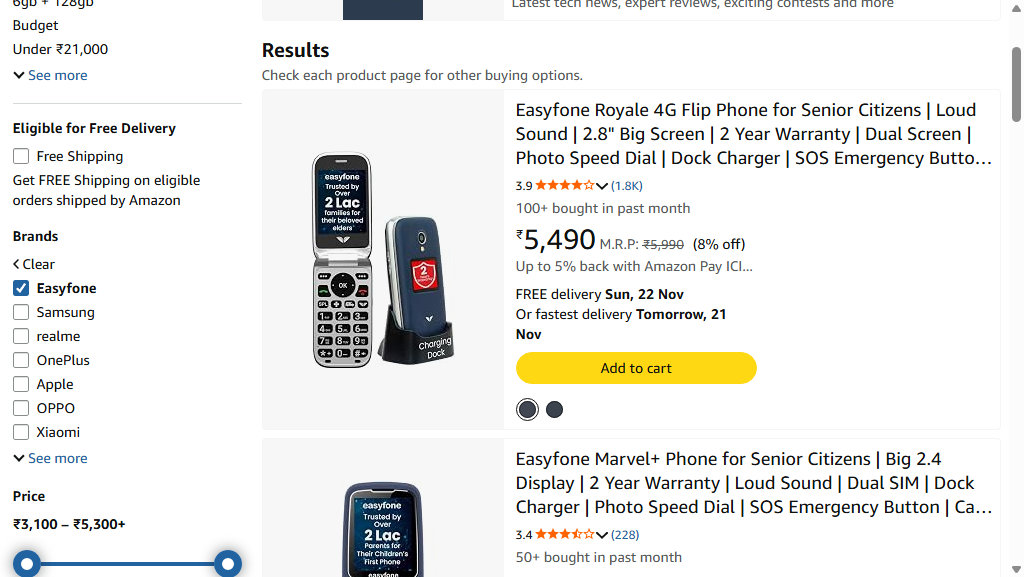 6gb + 128gb
Budget
Under ₹21,000
See more
Eligible for Free Delivery
Free Shipping
Get FREE Shipping on eligible
orders shipped by Amazon
Brands
Clear
Easyfone
Samsung
realme
OnePlus
Apple
OPPO
Xiaomi
See more
Price
₹3,100 – ₹5,300+
Latest tech news, expert reviews, exciting contests and more
Results
Check each product page for other buying options.
easyfone
Trusted by
Over
2 Lac
families for
their beloved
elders
OK
2
Charging
Dock
Easyfone Royale 4G Flip Phone for Senior Citizens | Loud
Sound | 2.8" Big Screen | 2 Year Warranty | Dual Screen |
Photo Speed Dial | Dock Charger | SOS Emergency Butto…
3.9 (1.8K)
100+ bought in past month
₹5,490 M.R.P: ₹5,990 (8% off)
Up to 5% back with Amazon Pay ICI…
FREE delivery Sun, 22 Nov
Or fastest delivery Tomorrow, 21
Nov
Add to cart
easyfone
Trusted by
Over
2 Lac
Parents for
Their Children's
First Phone
easyfone
Easyfone Marvel+ Phone for Senior Citizens | Big 2.4
Display | 2 Year Warranty | Loud Sound | Dual SIM | Dock
Charger | Photo Speed Dial | SOS Emergency Button | Ca…
3.4 (228)
50+ bought in past month